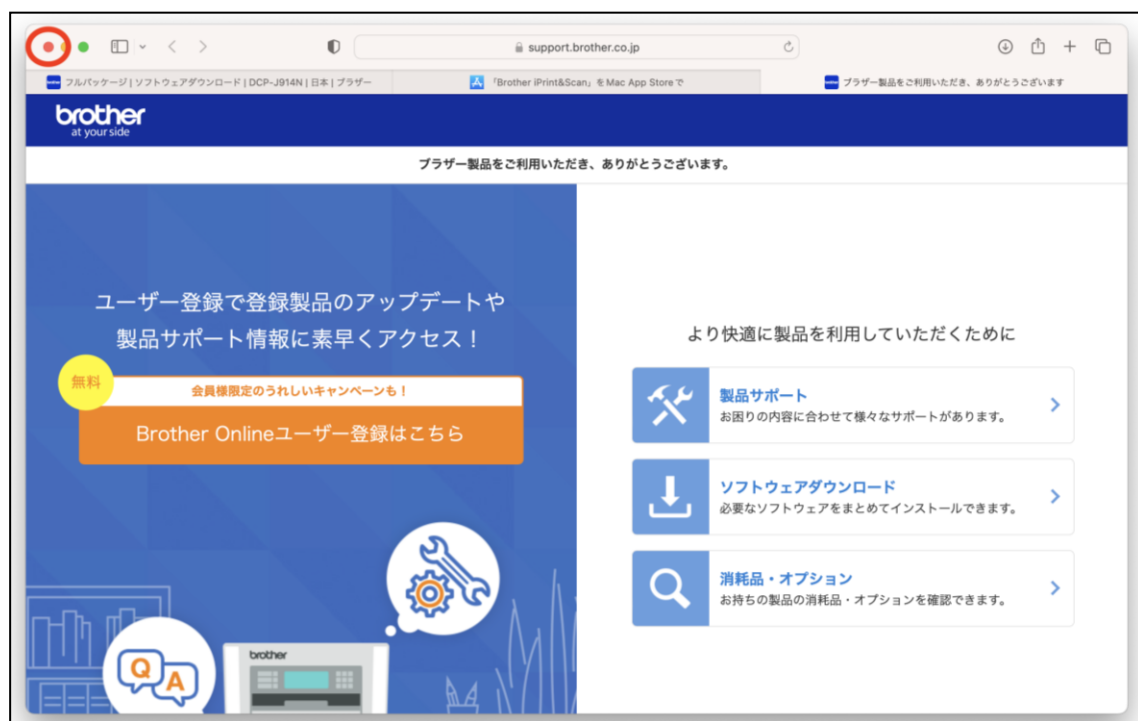 support.brother.co.jp
フルパッケージ | ソフトウェアダウンロード | DCP-J914N | 日本 | ブラザー
「Brother iPrint&Scan」をMac App Storeで
ブラザー製品をご利用いただき、ありがとうございます
brother
at your side
ブラザー製品をご利用いただき、ありがとうございます。
ユーザー登録で登録製品のアップデートや
製品サポート情報に素早くアクセス！
無料
会員様限定のうれしいキャンペーンも！
Brother Onlineユーザー登録はこちら
より快適に製品を利用していただくために
製品サポート
お困りの内容に合わせて様々なサポートがあります。
ソフトウェアダウンロード
必要なソフトウェアをまとめてインストールできます。
消耗品・オプション
お持ちの製品の消耗品・オプションを確認できます。
brother
Q
A